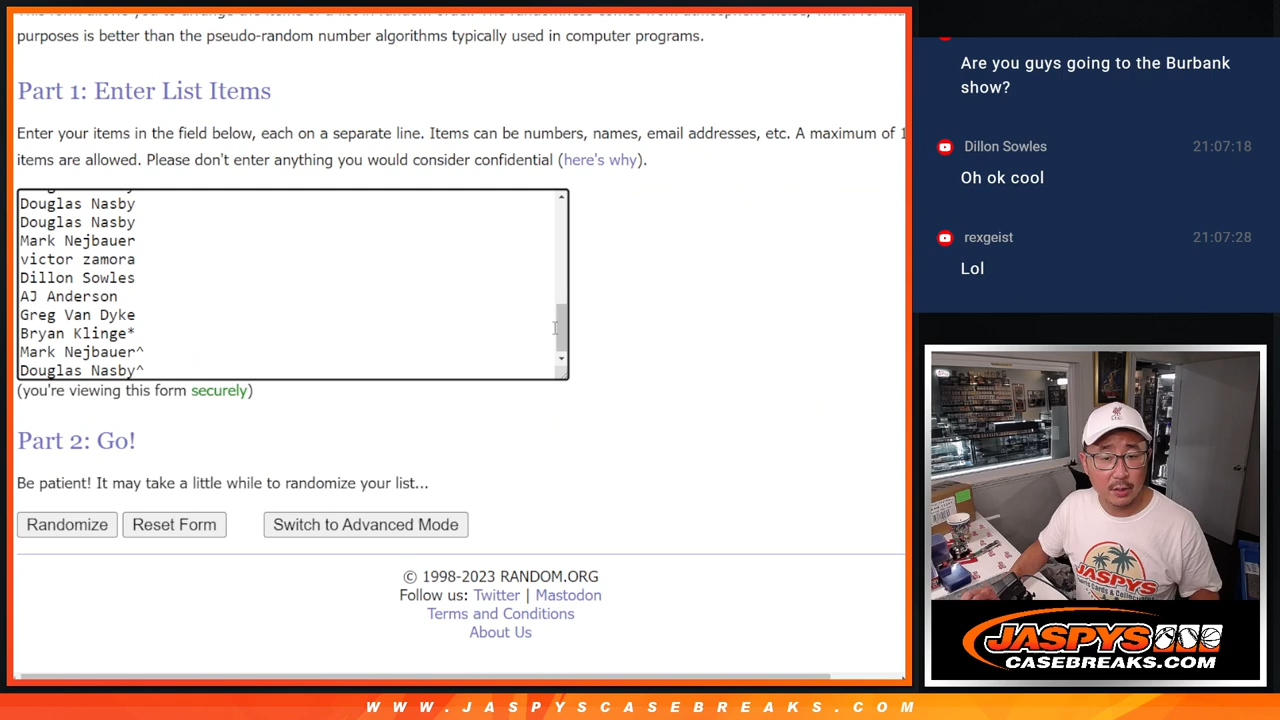 purposes is better than the pseudo-random number algorithms typically used in computer programs.
Part 1: Enter List Items
Enter your items in the field below, each on a separate line. Items can be numbers, names, email addresses, etc. A maximum of 1
items are allowed. Please don't enter anything you would consider confidential (here's why).
Douglas Nasby
Douglas Nasby
Mark Nejbauer
victor zamora
Dillon Sowles
AJ Anderson
Greg Van Dyke
Bryan Klinge*
Mark Nejbauer^
Douglas Nasby^
(you're viewing this form securely)
Part 2: Go!
Be patient! It may take a little while to randomize your list...
Randomize Reset Form Switch to Advanced Mode
© 1998-2023 RANDOM.ORG
Follow us: Twitter | Mastodon
Terms and Conditions
About Us
Are you guys going to the Burbank
show?
Dillon Sowles 21:07:18
Oh ok cool
rexgeist 21:07:28
Lol
JASPYS
JASPYS
CASEBREAKS.COM
WWW.JASPYSCASEBREAKS.COM